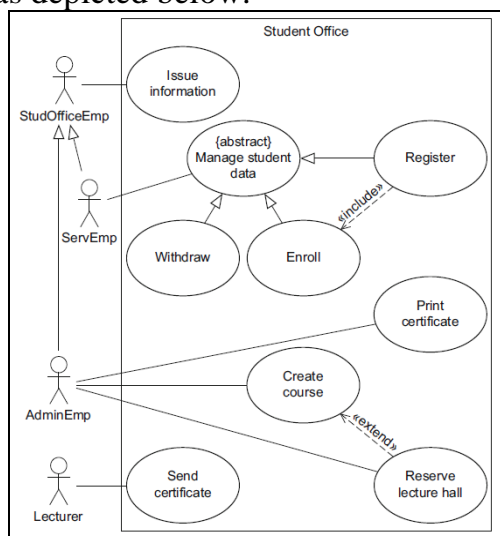 as depicted below:
Student Office
Issue
information
StudOfficeEmp
{abstract}
Manage student
data
Register
«include»
ServEmp
Withdraw
Enroll
Print
certificate
Create
course
AdminEmp
«extend»
Send
certificate
Reserve
lecture hall
Lecturer